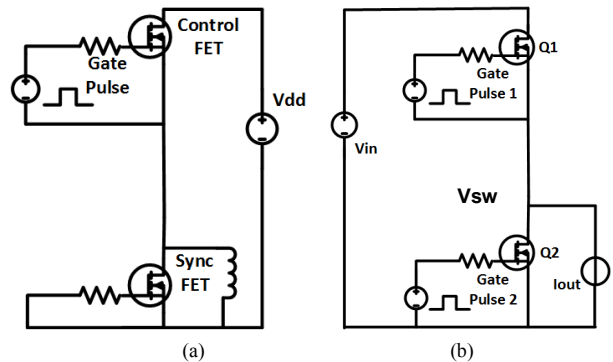 Control
FET
Gate
Pulse
+
-
Vdd
+
-
Sync
FET
(a)
Q1
Gate
Pulse 1
+
-
Vin
+
-
Vsw
Q2
Gate
Pulse 2
+
-
Iout
(b)